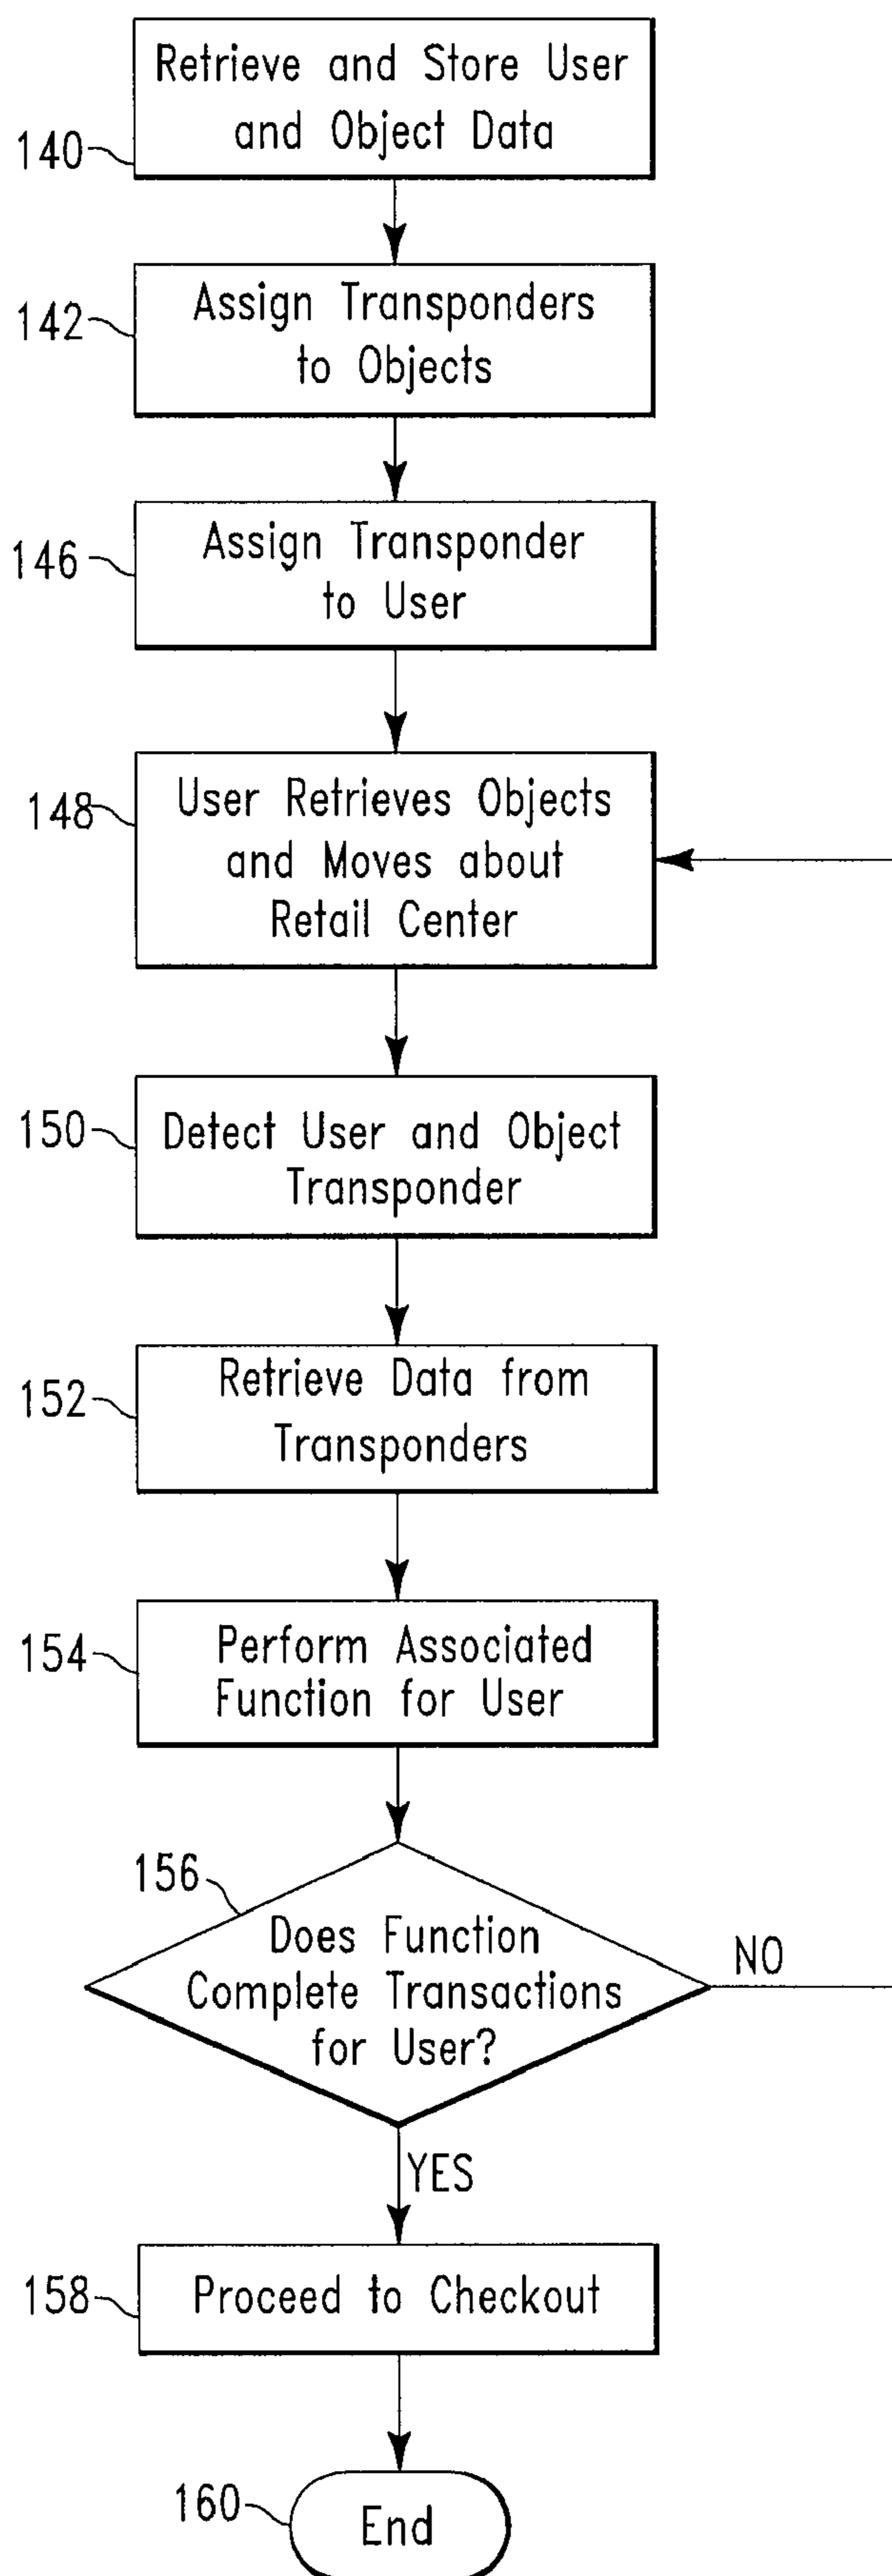 Retrieve and Store User
and Object Data
140
Assign Transponders
to Objects
142
Assign Transponder
to User
146
User Retrieves Objects
and Moves about
Retail Center
148
Detect User and Object
Transponder
150
Retrieve Data from
Transponders
152
Perform Associated
Function for User
154
156
Does Function
Complete Transactions
for User?
NO
YES
Proceed to Checkout
158
160
End